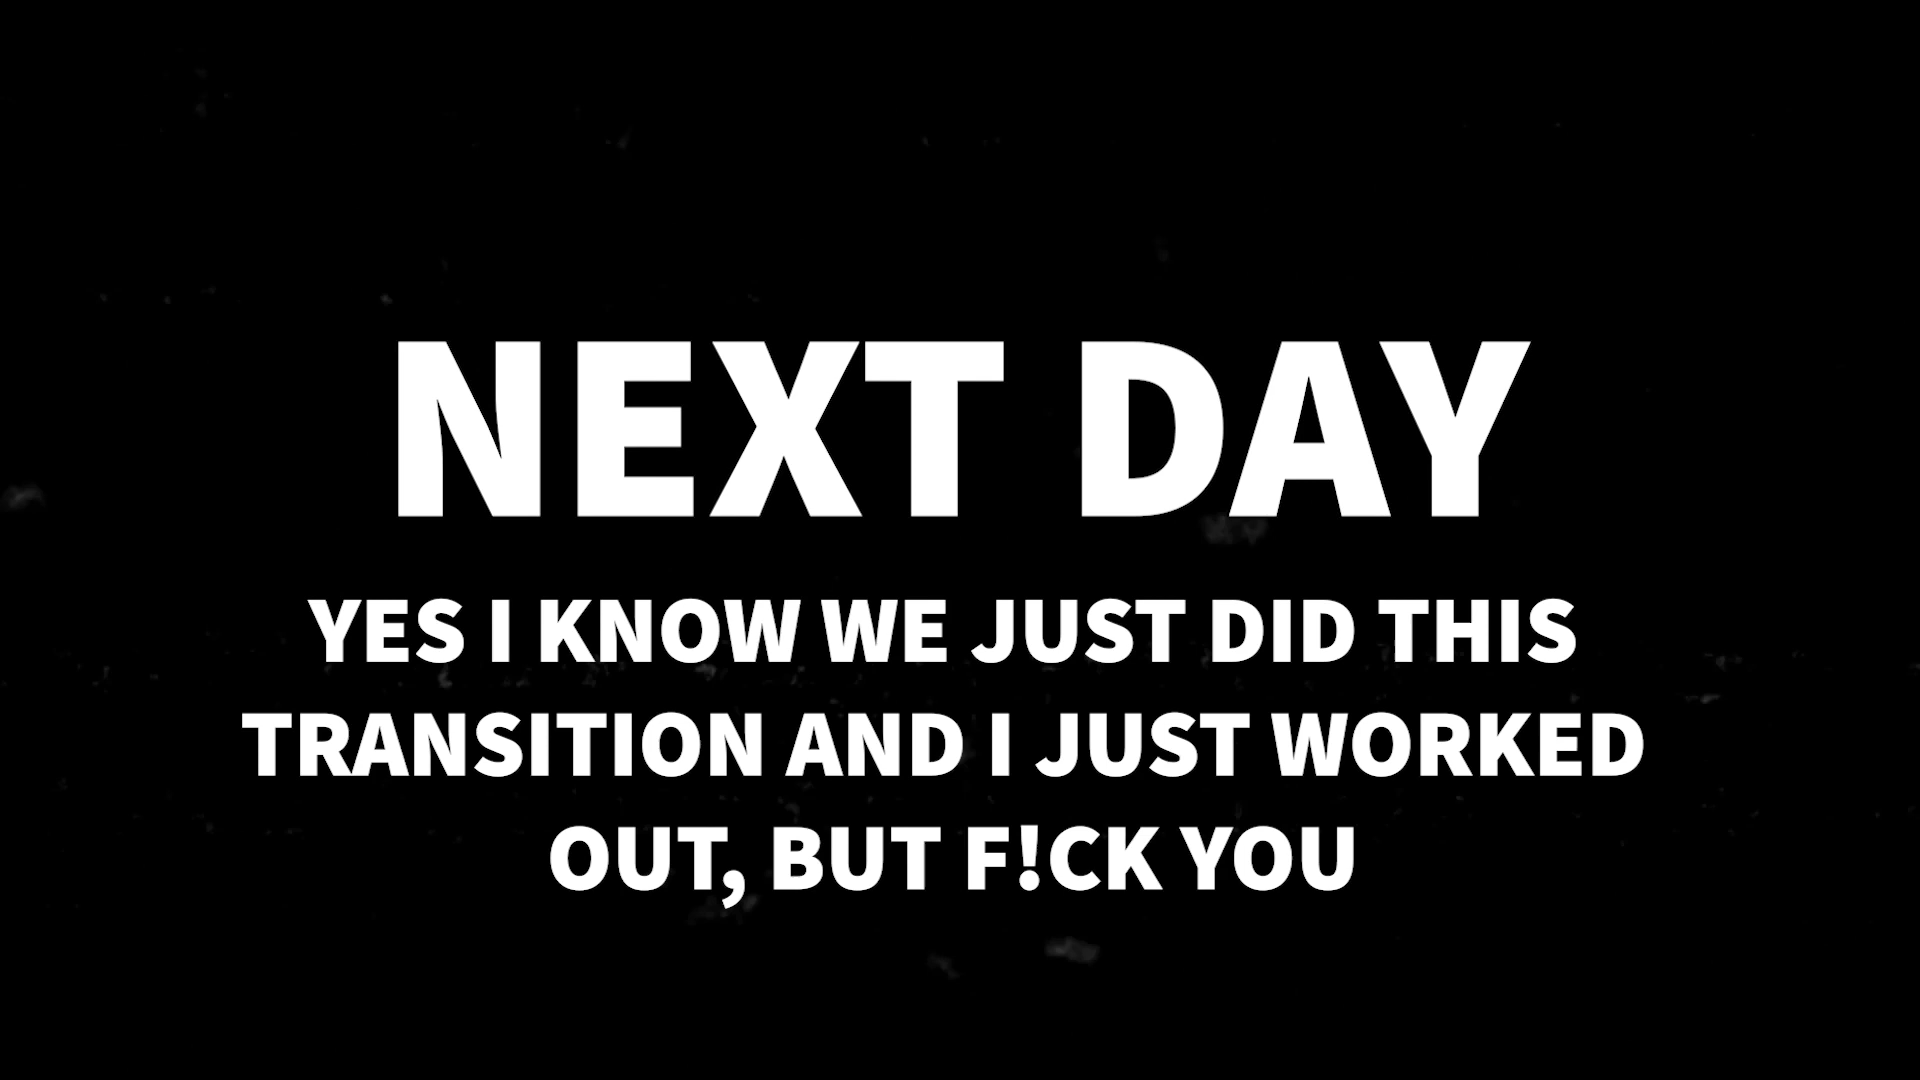 NEXT DAY
YES I KNOW WE JUST DID THIS
TRANSITION AND I JUST WORKED
OUT, BUT F!CK YOU